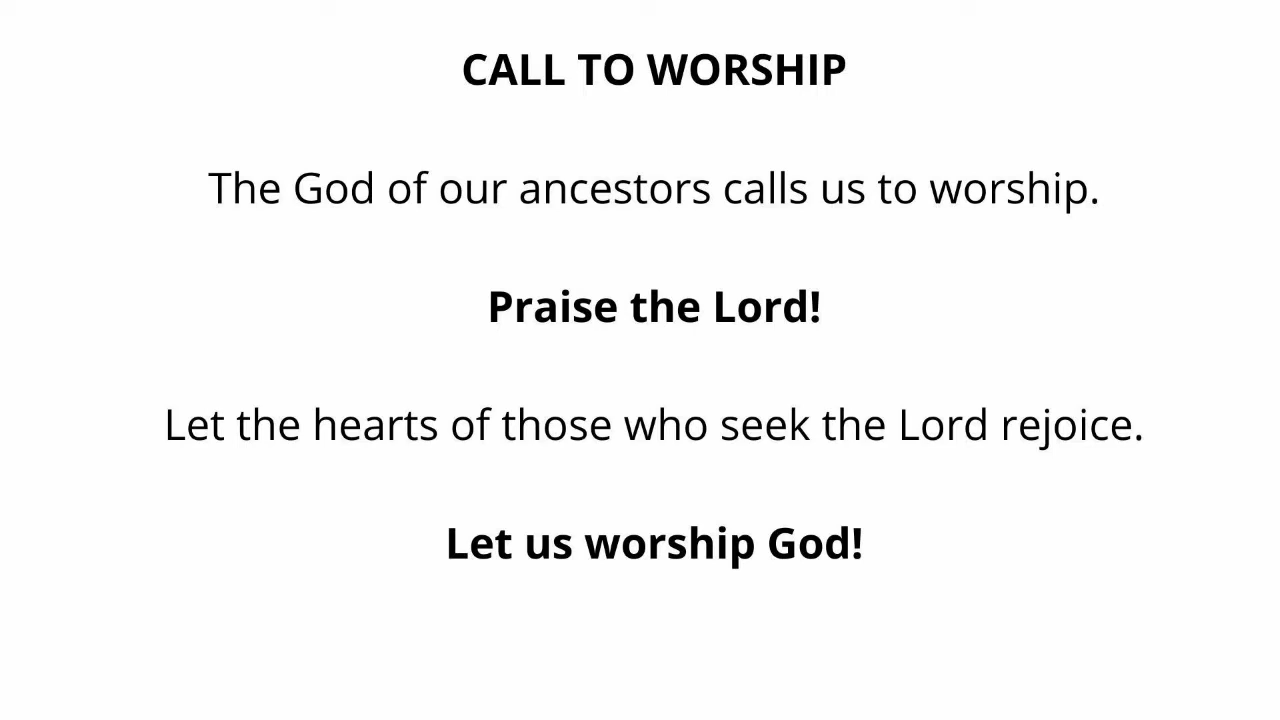 CALL TO WORSHIP
The God of our ancestors calls us to worship.
Praise the Lord!
Let the hearts of those who seek the Lord rejoice.
Let us worship God!